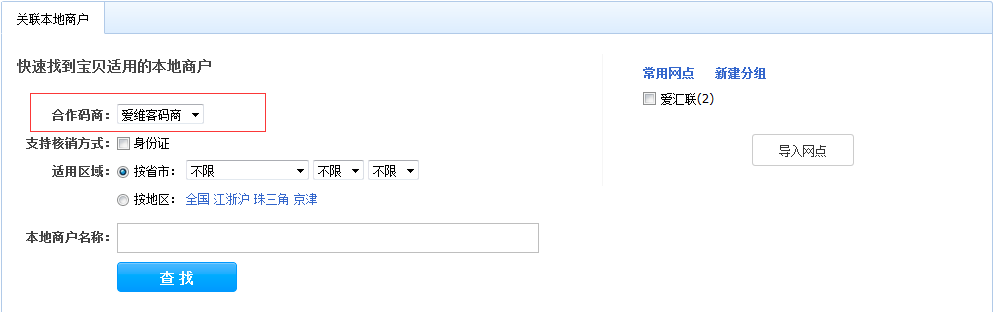 关联本地商户
快速找到宝贝适用的本地商户
合作码商： 爱维客码商
支持核销方式： 身份证
适用区域： 按省市： 不限 不限 不限
按地区： 全国 江浙沪 珠三角 京津
本地商户名称：
查 找
常用网点 新建分组
爱汇联(2)
导入网点